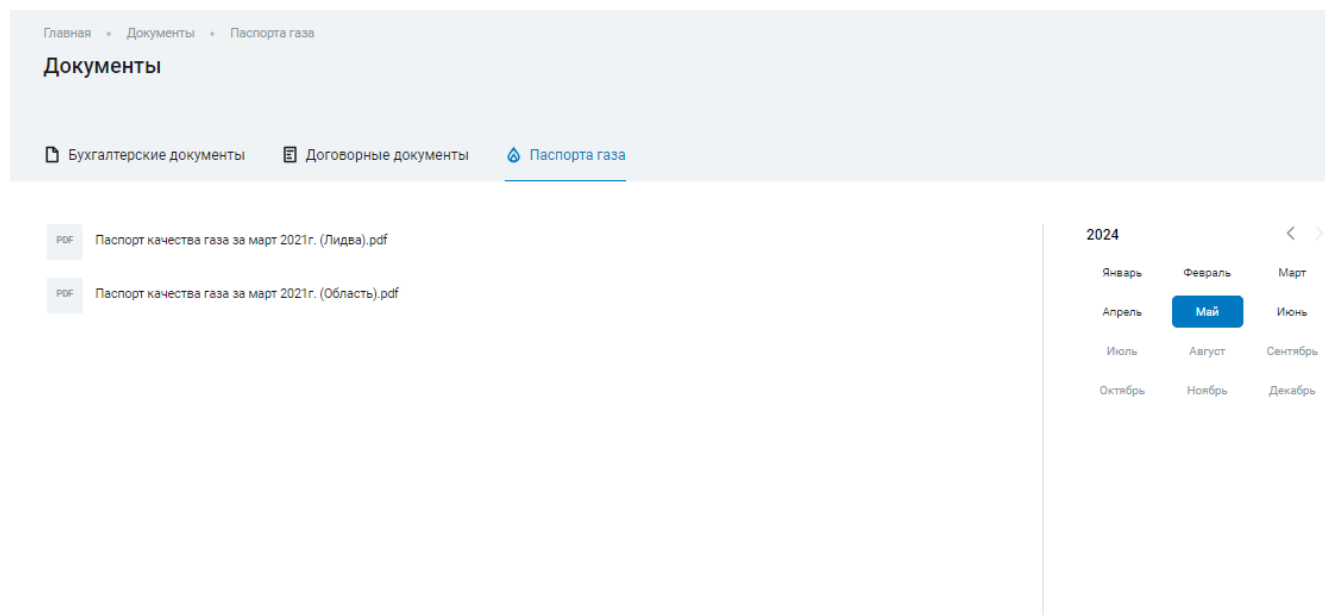 Главная • Документы • Паспорта газа
Документы
Бухгалтерские документы Договорные документы Паспорта газа
PDF Паспорт качества газа за март 2021г. (Лидва).pdf
PDF Паспорт качества газа за март 2021г. (Область).pdf
2024
Январь Февраль Март
Апрель Май Июнь
Июль Август Сентябрь
Октябрь Ноябрь Декабрь